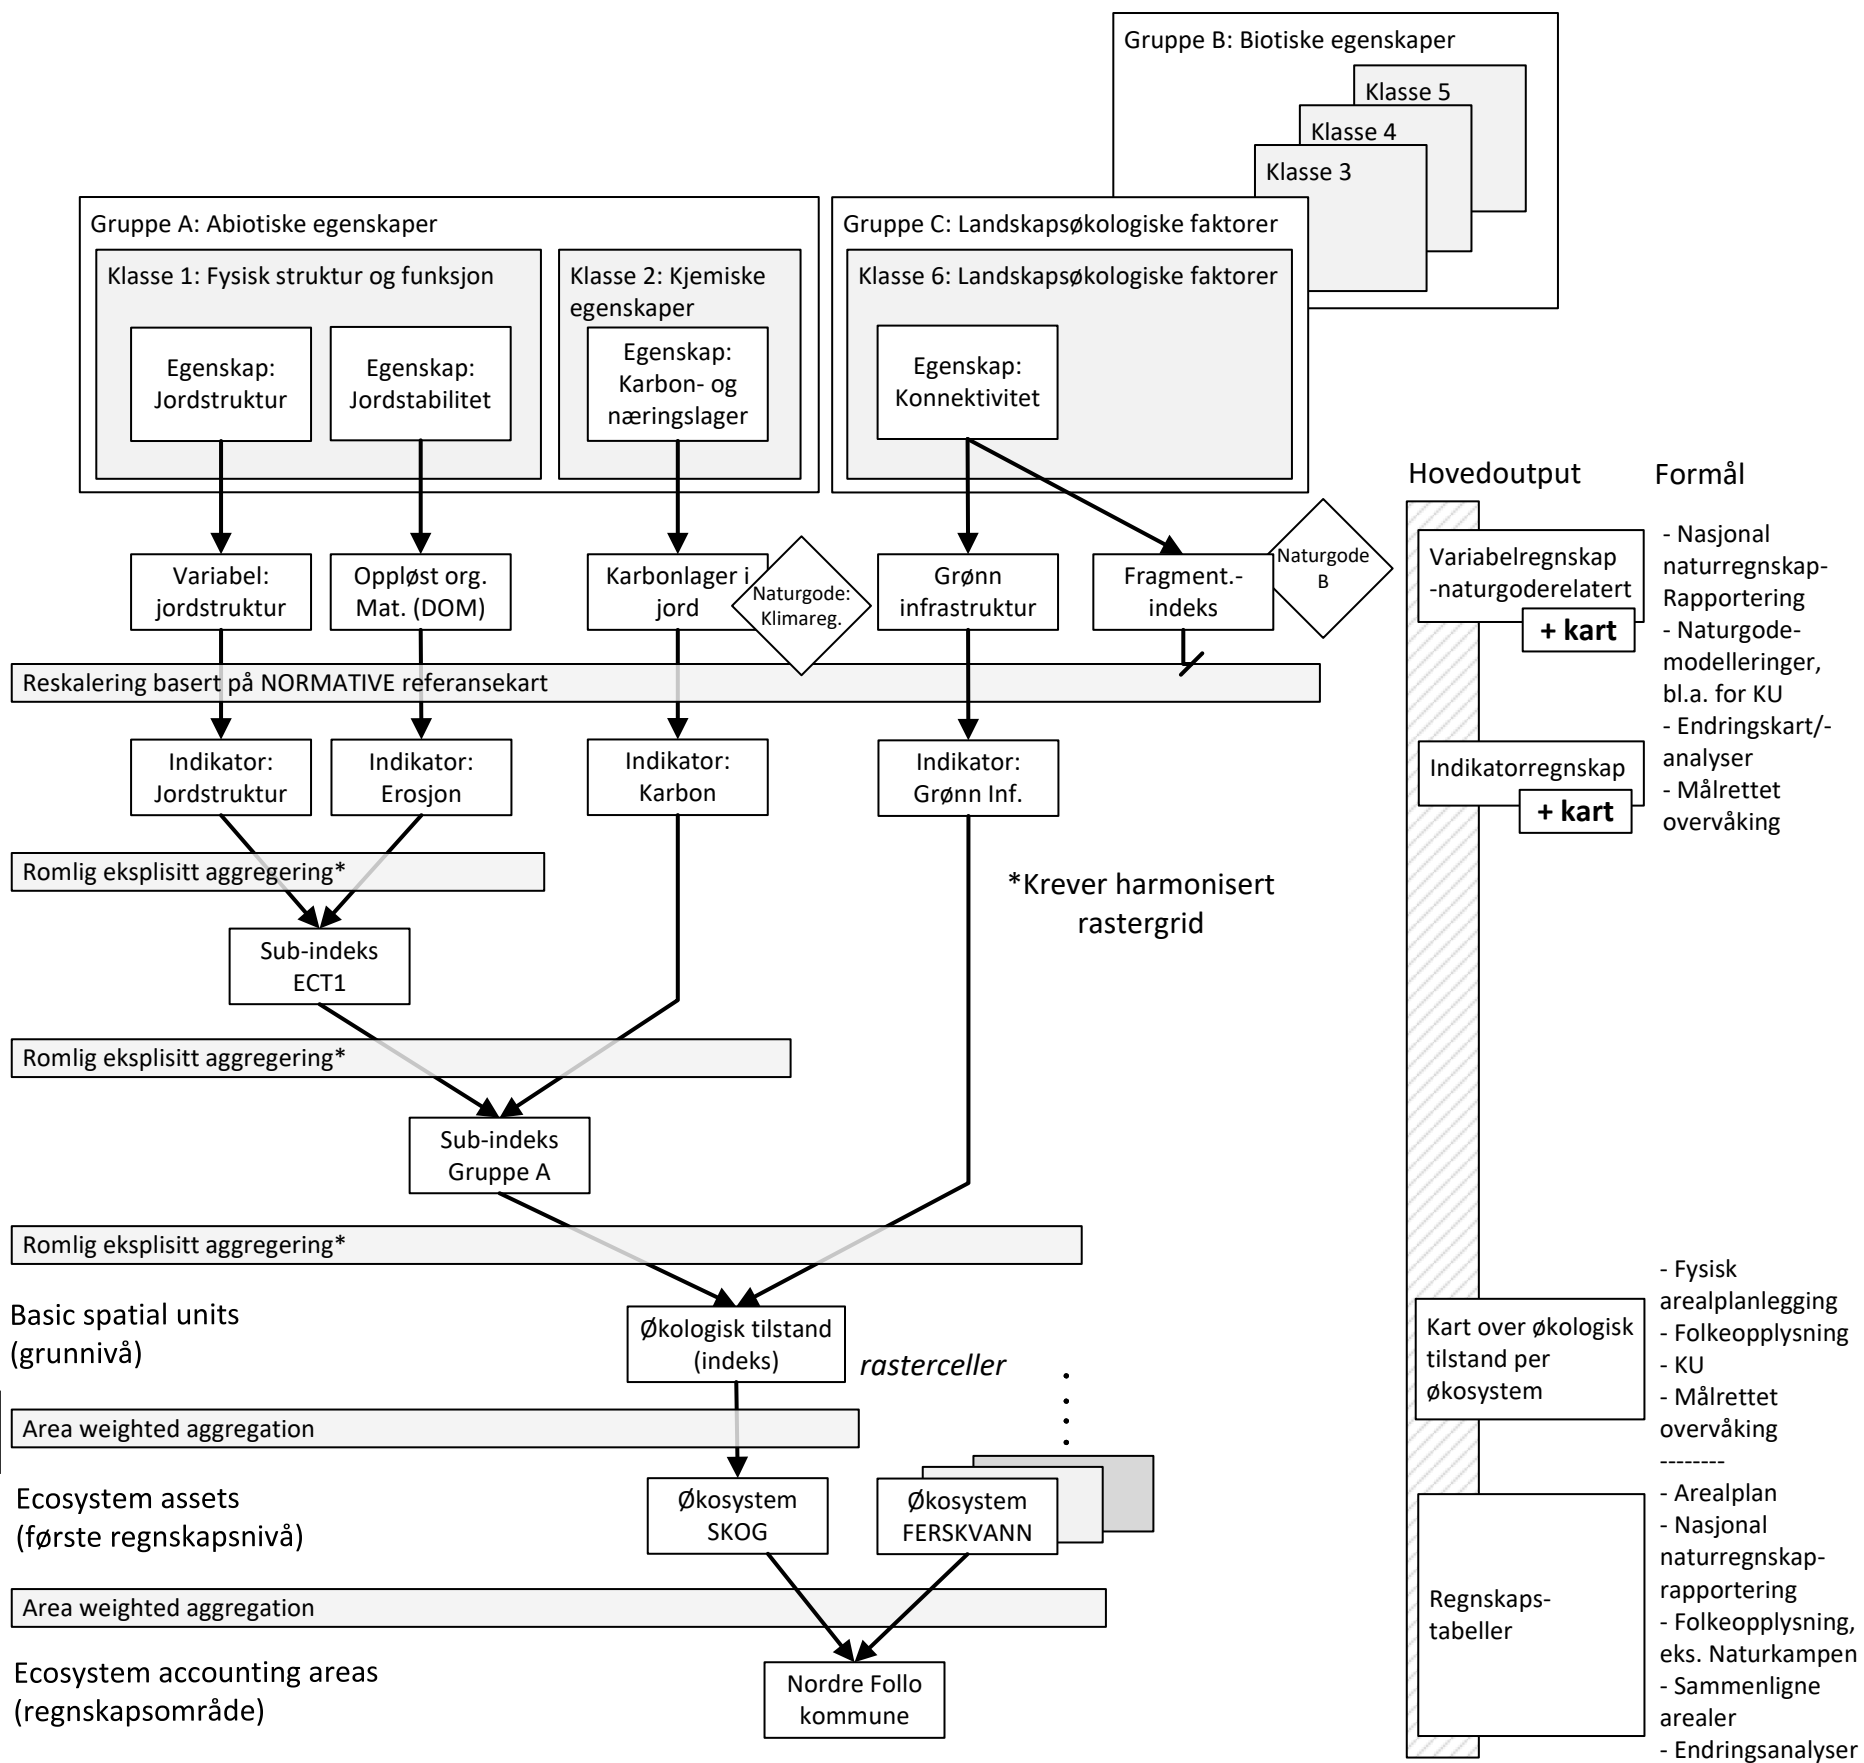 Gruppe B: Biotiske egenskaper
Klasse 5
Klasse 4
Klasse 3
Gruppe A: Abiotiske egenskaper
Klasse 1: Fysisk struktur og funksjon
Klasse 2: Kjemiske
egenskaper
Egenskap:
Jordstruktur
Egenskap:
Jordstabilitet
Egenskap:
Karbon- og
næringslager
Gruppe C: Landskapsøkologiske faktorer
Klasse 6: Landskapsøkologiske faktorer
Egenskap:
Konnektivitet
Variabel:
jordstruktur
Oppløst org.
Mat. (DOM)
Karbonlager i
jord
Naturgode:
Klimareg.
Grønn
infrastruktur
Fragment.-
indeks
Naturgode
B
Reskalering basert på NORMATIVE referansekart
Indikator:
Jordstruktur
Indikator:
Erosjon
Indikator:
Karbon
Indikator:
Grønn Inf.
Romlig eksplisitt aggregering*
*Krever harmonisert
rastergrid
Sub-indeks
ECT1
Romlig eksplisitt aggregering*
Sub-indeks
Gruppe A
Romlig eksplisitt aggregering*
Basic spatial units
(grunnivå)
Økologisk tilstand
(indeks)
rasterceller
Area weighted aggregation
Ecosystem assets
(første regnskapsnivå)
Økosystem
SKOG
Økosystem
FERSKVANN
Area weighted aggregation
Ecosystem accounting areas
(regnskapsområde)
Nordre Follo
kommune
Hovedoutput
Variabelregnskap
-naturgoderelatert
+ kart
Indikatorregnskap
+ kart
Kart over økologisk
tilstand per
økosystem
Regnskaps-
tabeller
Formål
- Nasjonal
naturregnskap-
Rapportering
- Naturgode-
modelleringer,
bl.a. for KU
- Endringskart/-
analyser
- Målrettet
overvåking
- Fysisk
arealplanlegging
- Folkeopplysning
- KU
- Målrettet
overvåking
--------
- Arealplan
- Nasjonal
naturregnskap-
rapportering
- Folkeopplysning,
eks. Naturkampen
- Sammenligne
arealer
- Endringsanalyser